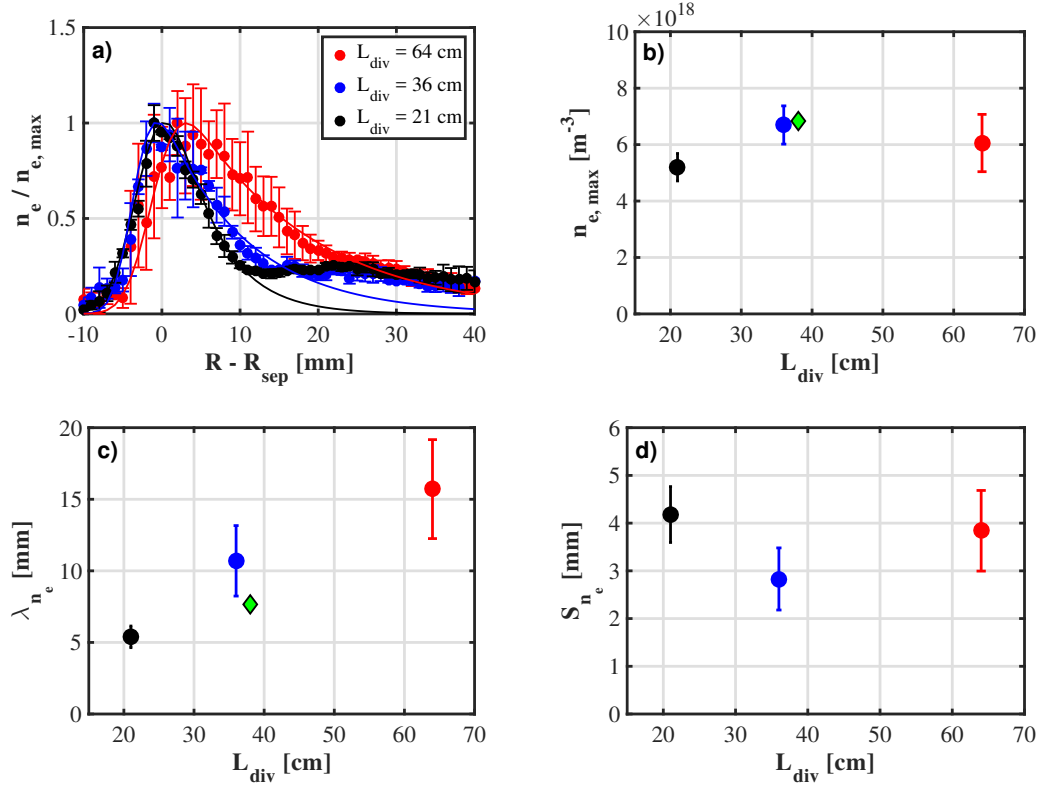 a)
L_div = 64 cm
L_div = 36 cm
L_div = 21 cm
n_e / n_e, max
1.5
1
0.5
0
-10 0 10 20 30 40
R - R_sep [mm]
b)
×10^18
n_e, max [m^-3]
10
8
6
4
2
0
20 30 40 50 60 70
L_div [cm]
c)
λ_n_e [mm]
20
15
10
5
0
20 30 40 50 60 70
L_div [cm]
d)
S_n_e [mm]
6
5
4
3
2
1
0
20 30 40 50 60 70
L_div [cm]